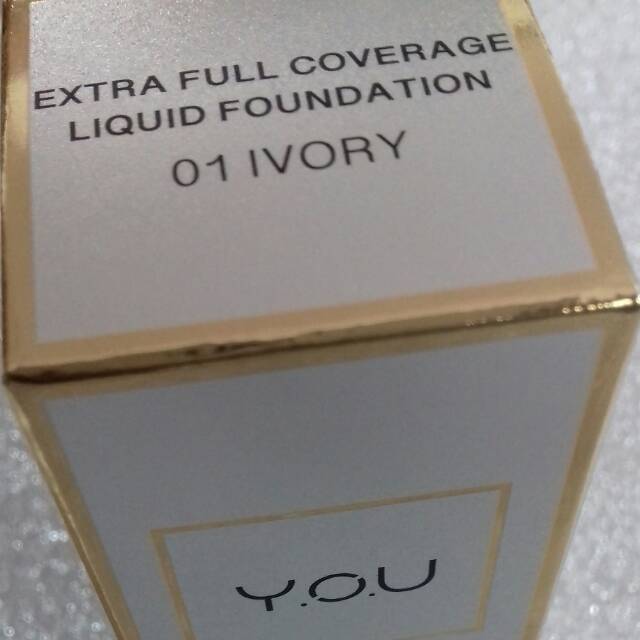 EXTRA FULL COVERAGE
LIQUID FOUNDATION
01 IVORY
Y.O.U